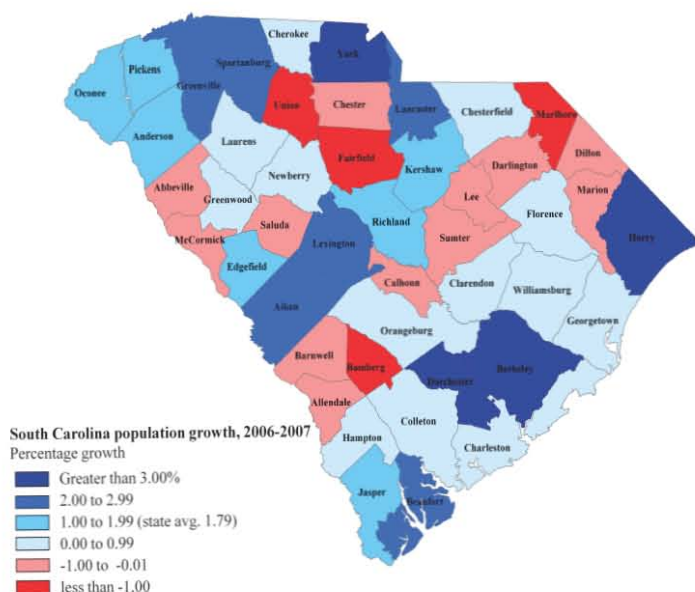 Cherokee
York
Spartanburg
Pickens
Greenville
Oconee
Union
Chester
Lancaster
Chesterfield
Marlboro
Anderson
Laurens
Fairfield
Kershaw
Darlington
Dillon
Abbeville
Newberry
Greenwood
Lee
Marion
Saluda
Richland
Florence
Horry
McCormick
Lexington
Sumter
Edgefield
Calhoun
Clarendon
Williamsburg
Aiken
Georgetown
Orangeburg
Barnwell
Bamberg
Berkeley
Dorchester
Allendale
Colleton
Hampton
Charleston
Jasper
Beaufort
South Carolina population growth, 2006-2007
Percentage growth
Greater than 3.00%
2.00 to 2.99
1.00 to 1.99 (state avg. 1.79)
0.00 to 0.99
-1.00 to -0.01
less than -1.00